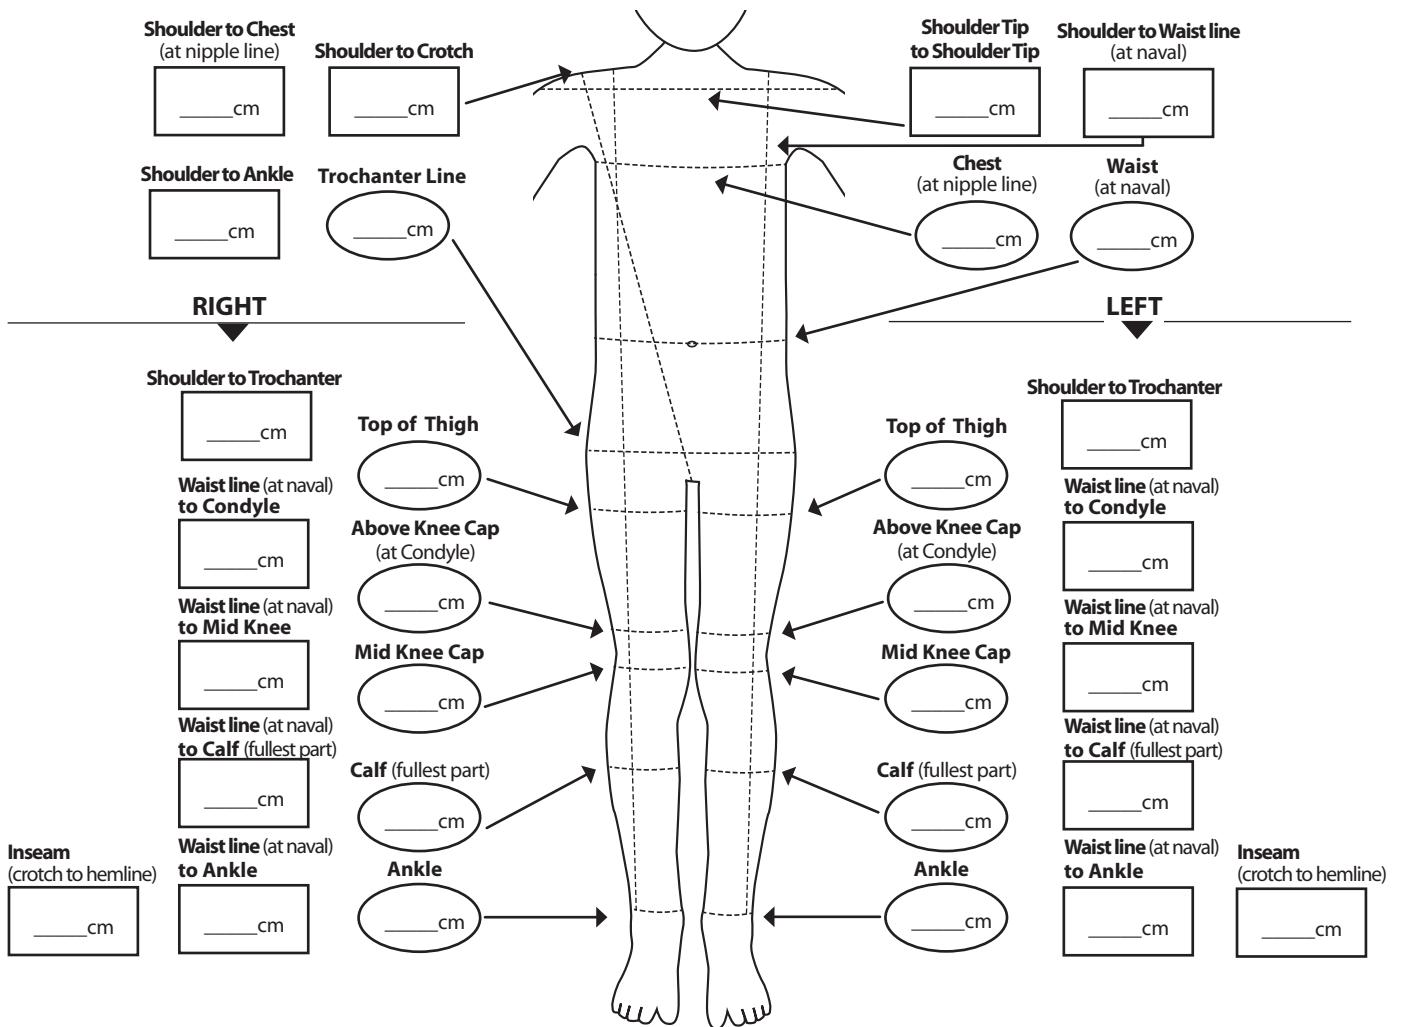 Shoulder to Chest
(at nipple line)
_____cm
Shoulder to Crotch
_____cm
Shoulder Tip
to Shoulder Tip
_____cm
Shoulder to Waist line
(at naval)
_____cm
Shoulder to Ankle
_____cm
Trochanter Line
_____cm
Chest
(at nipple line)
_____cm
Waist
(at naval)
_____cm
RIGHT
Shoulder to Trochanter
_____cm
Waist line (at naval)
to Condyle
_____cm
Waist line (at naval)
to Mid Knee
_____cm
Waist line (at naval)
to Calf (fullest part)
_____cm
Inseam
(crotch to hemline)
_____cm
Waist line (at naval)
to Ankle
_____cm
Top of Thigh
_____cm
Above Knee Cap
(at Condyle)
_____cm
Mid Knee Cap
_____cm
Calf (fullest part)
_____cm
Ankle
_____cm
LEFT
Top of Thigh
_____cm
Above Knee Cap
(at Condyle)
_____cm
Mid Knee Cap
_____cm
Calf (fullest part)
_____cm
Ankle
_____cm
Shoulder to Trochanter
_____cm
Waist line (at naval)
to Condyle
_____cm
Waist line (at naval)
to Mid Knee
_____cm
Waist line (at naval)
to Calf (fullest part)
_____cm
Waist line (at naval)
to Ankle
_____cm
Inseam
(crotch to hemline)
_____cm